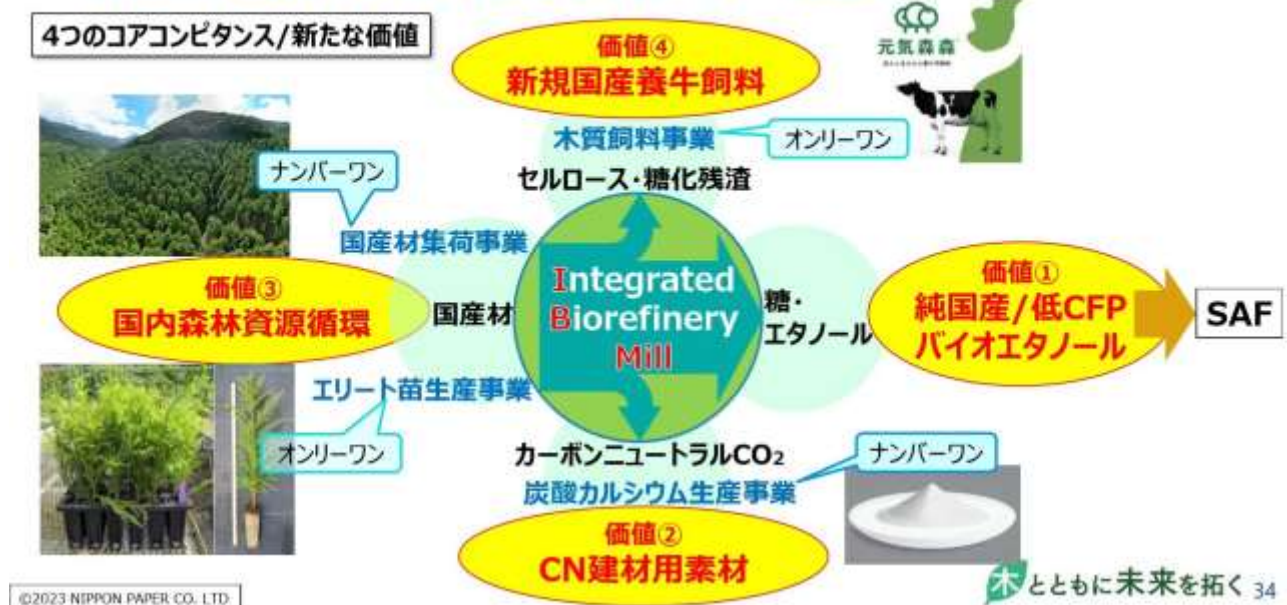 4つのコアコンピタンス/新たな価値
価値④
新規国産養牛飼料
元気森森
木質飼料事業
オンリーワン
セルロース・糖化残渣
ナンバーワン
国産材集荷事業
価値③
国内森林資源循環
国産材
Integrated
Biorefinery
Mill
糖・
エタノール
価値①
純国産/低CFP
バイオエタノール
SAF
エリート苗生産事業
オンリーワン
カーボンニュートラルCO₂
炭酸カルシウム生産事業
ナンバーワン
価値②
CN建材用素材
©2023 NIPPON PAPER CO. LTD
木とともに未来を拓く 34